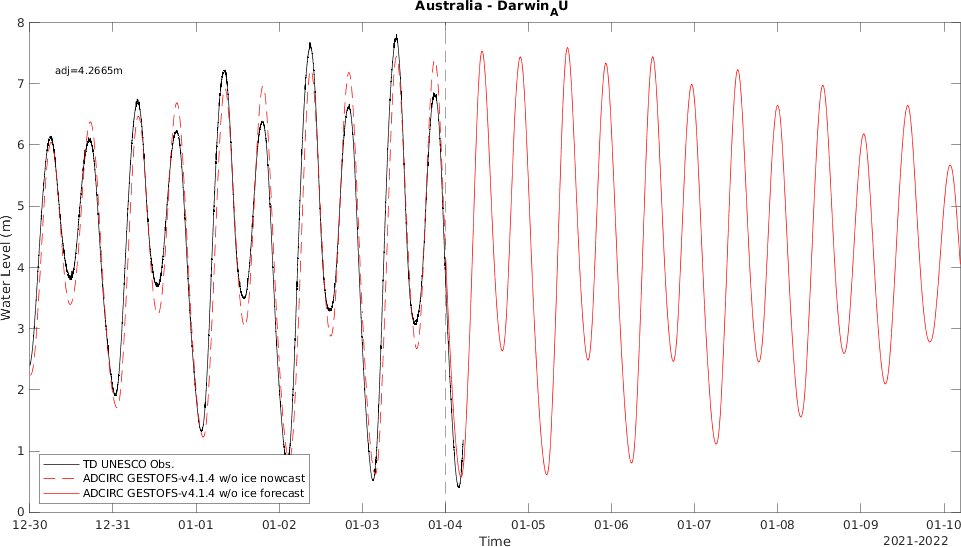 Australia - Darwin_AU
adj=4.2665m
8
7
6
5
4
3
2
1
0
Water Level (m)
TD UNESCO Obs.
ADCIRC GESTOFS-v4.1.4 w/o ice nowcast
ADCIRC GESTOFS-v4.1.4 w/o ice forecast
12-30 12-31 01-01 01-02 01-03 01-04 01-05 01-06 01-07 01-08 01-09 01-10
Time
2021-2022